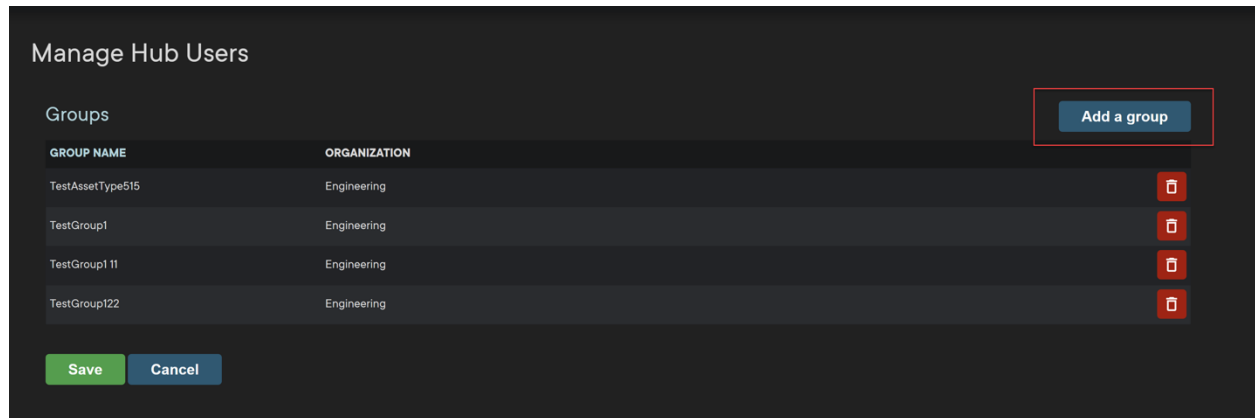 Manage Hub Users
Groups
Add a group
GROUP NAME ORGANIZATION
TestAssetType515 Engineering
TestGroup1 Engineering
TestGroup1 11 Engineering
TestGroup122 Engineering
Save Cancel